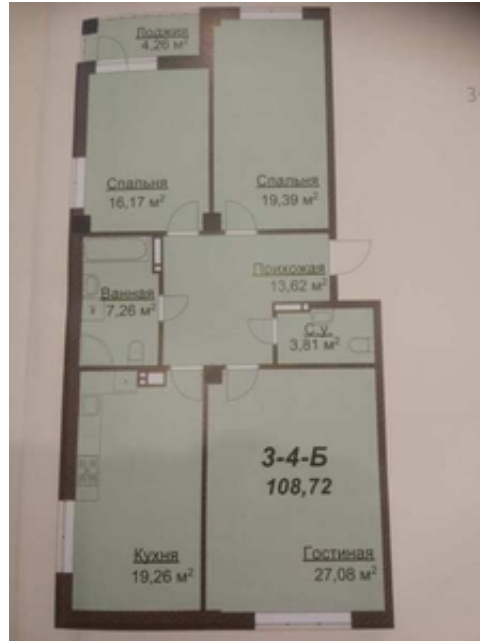 Лоджия
4,26 м²
Спальня
16,17 м²
Спальня
19,39 м²
Прихожая
13,62 м²
Ванная
7,26 м²
С.у.
3,81 м²
3-4-Б
108,72
Кухня
19,26 м²
Гостиная
27,08 м²